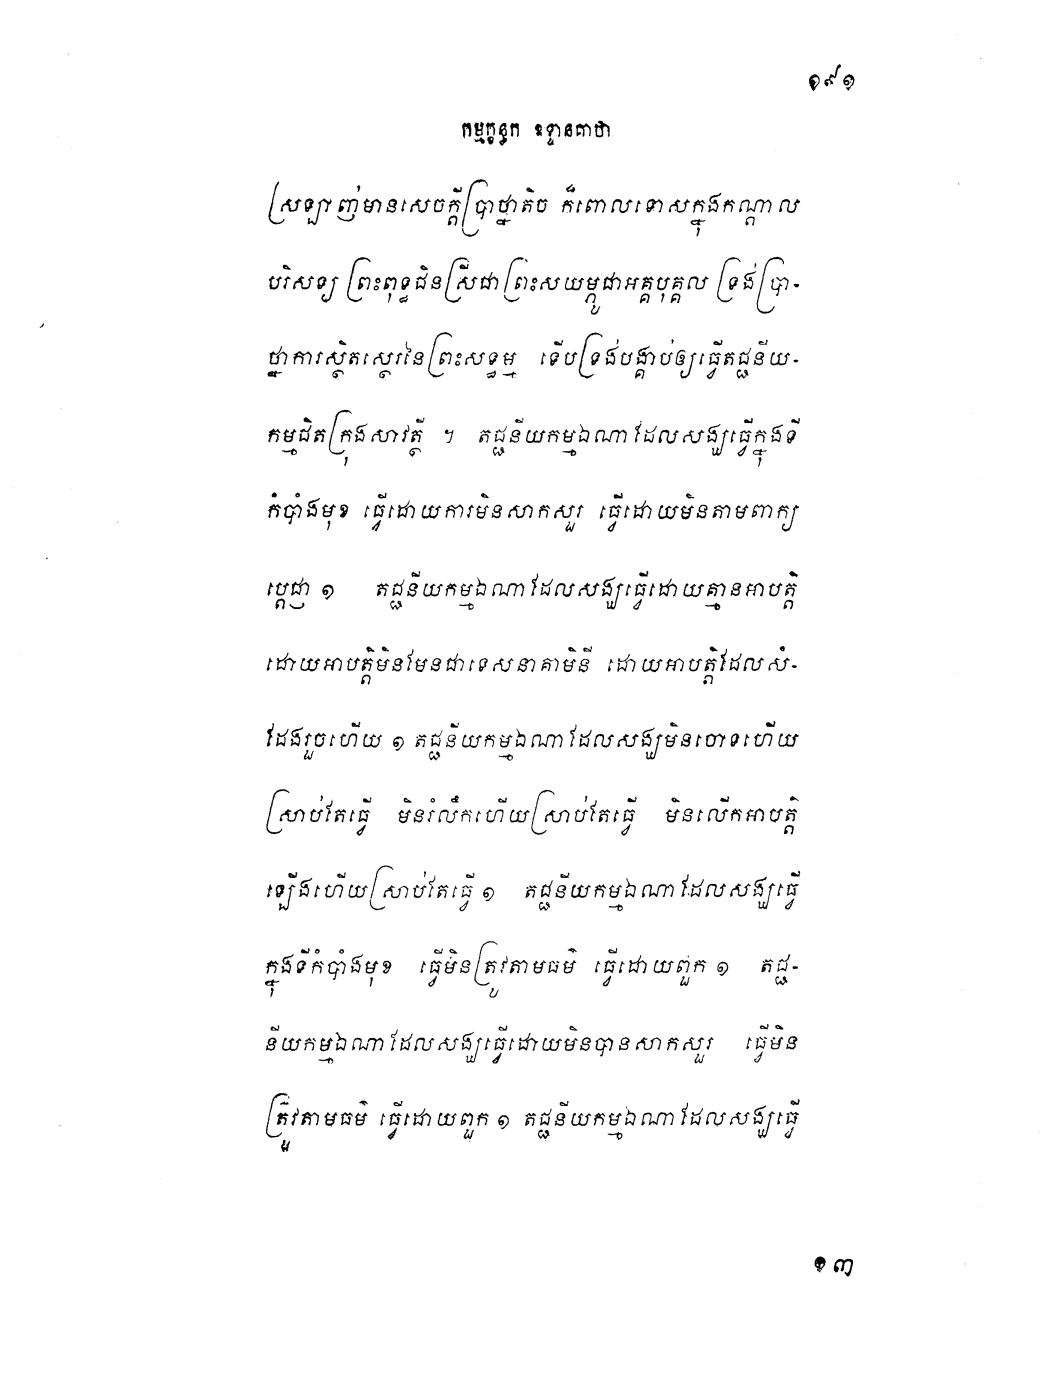 ១៩១
កម្មក្ខន្ធក ឧទ្ទានគាថា
ស្រឡាញ់មានសេចក្តីប្រាថ្នាតិច ក៏ពោលទោសក្នុងកណ្តាល
បរិសទ្យ ព្រះពុទ្ធជិនស្រីជាព្រះសយម្ភូជាអគ្គបុគ្គល ទ្រង់ប្រា-
ថ្នាការស្ថិតស្ថេរនៃព្រះសទ្ធម្ម ទើបទ្រង់បង្គាប់ឲ្យធ្វើតជ្ជនីយ-
កម្មជិតក្រុងសាវត្ថី ។ តជ្ជនីយកម្មឯណាដែលសង្ឃធ្វើក្នុងទី
កំបាំងមុខ ធ្វើដោយការមិនសាកសួរ ធ្វើដោយមិនតាមពាក្យ
ប្តេជ្ញា ១ តជ្ជនីយកម្មឯណាដែលសង្ឃធ្វើដោយគ្មានអាបត្តិ
ដោយអាបត្តិមិនមែនជាទេសនាគាមិនី ដោយអាបត្តិដែលសំ-
ដែងរួចហើយ ១ តជ្ជនីយកម្មឯណាដែលសង្ឃមិនចោទហើយ
ស្រាប់តែធ្វើ មិនរំលឹកហើយស្រាប់តែធ្វើ មិនលើកអាបត្តិ
ឡើងហើយស្រាប់តែធ្វើ ១ តជ្ជនីយកម្មឯណាដែលសង្ឃធ្វើ
ក្នុងទីកំបាំងមុខ ធ្វើមិនត្រូវតាមធម៌ ធ្វើដោយពួក ១ តជ្ជ-
នីយកម្មឯណាដែលសង្ឃធ្វើដោយមិនបានសាកសួរ ធ្វើមិន
ត្រូវតាមធម៌ ធ្វើដោយពួក ១ តជ្ជនីយកម្មឯណាដែលសង្ឃធ្វើ
១៣